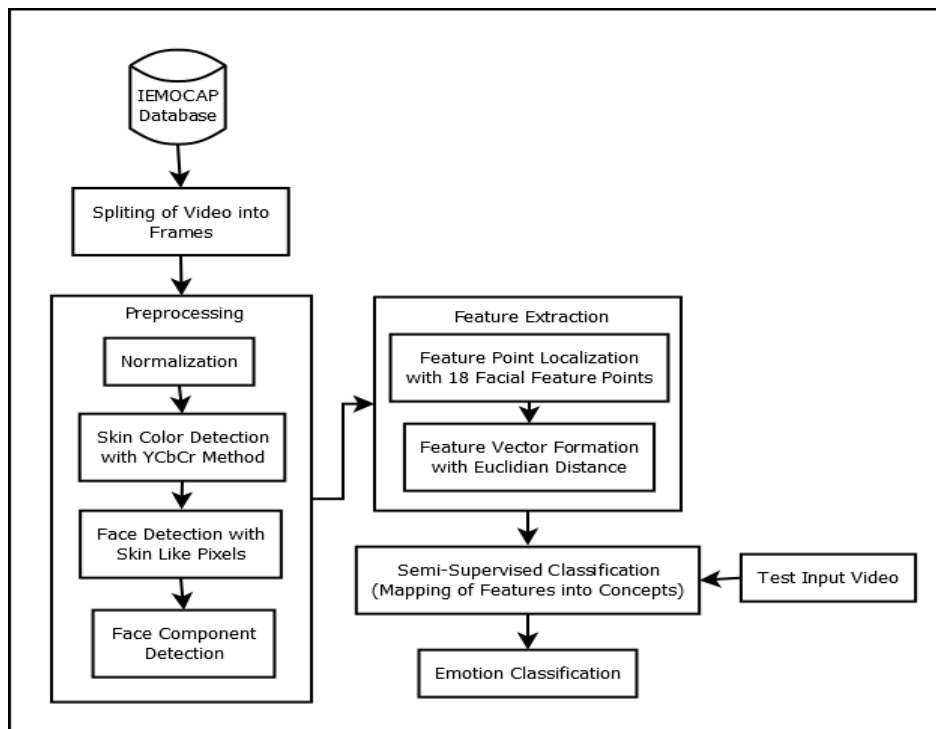 IEMOCAP
Database
Spliting of Video into
Frames
Preprocessing
Normalization
Skin Color Detection
with YCbCr Method
Face Detection with
Skin Like Pixels
Face Component
Detection
Feature Extraction
Feature Point Localization
with 18 Facial Feature Points
Feature Vector Formation
with Euclidian Distance
Semi-Supervised Classification
(Mapping of Features into Concepts)
Test Input Video
Emotion Classification